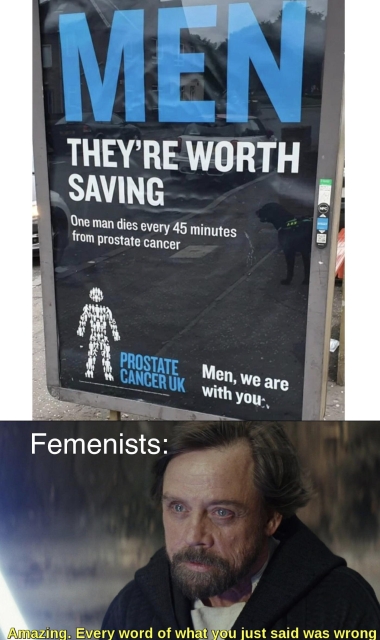 MEN
THEY'RE WORTH
SAVING
One man dies every 45 minutes
from prostate cancer
PROSTATE
CANCER UK
Men, we are
with you.
Femenists:
Amazing. Every word of what you just said was wrong